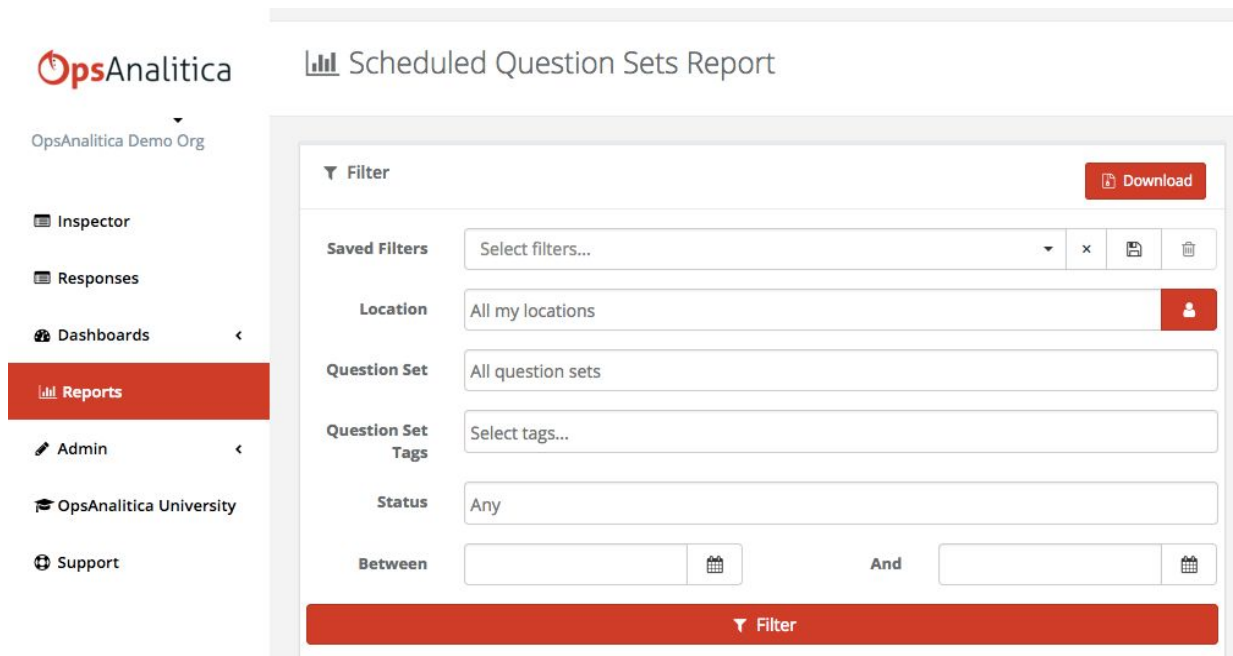 OpsAnalitica
OpsAnalitica Demo Org
Inspector
Responses
Dashboards
Reports
Admin
OpsAnalitica University
Support
Scheduled Question Sets Report
Filter
Download
Saved Filters Select filters...
Location All my locations
Question Set All question sets
Question Set
Tags
Select tags...
Status Any
Between And
Filter